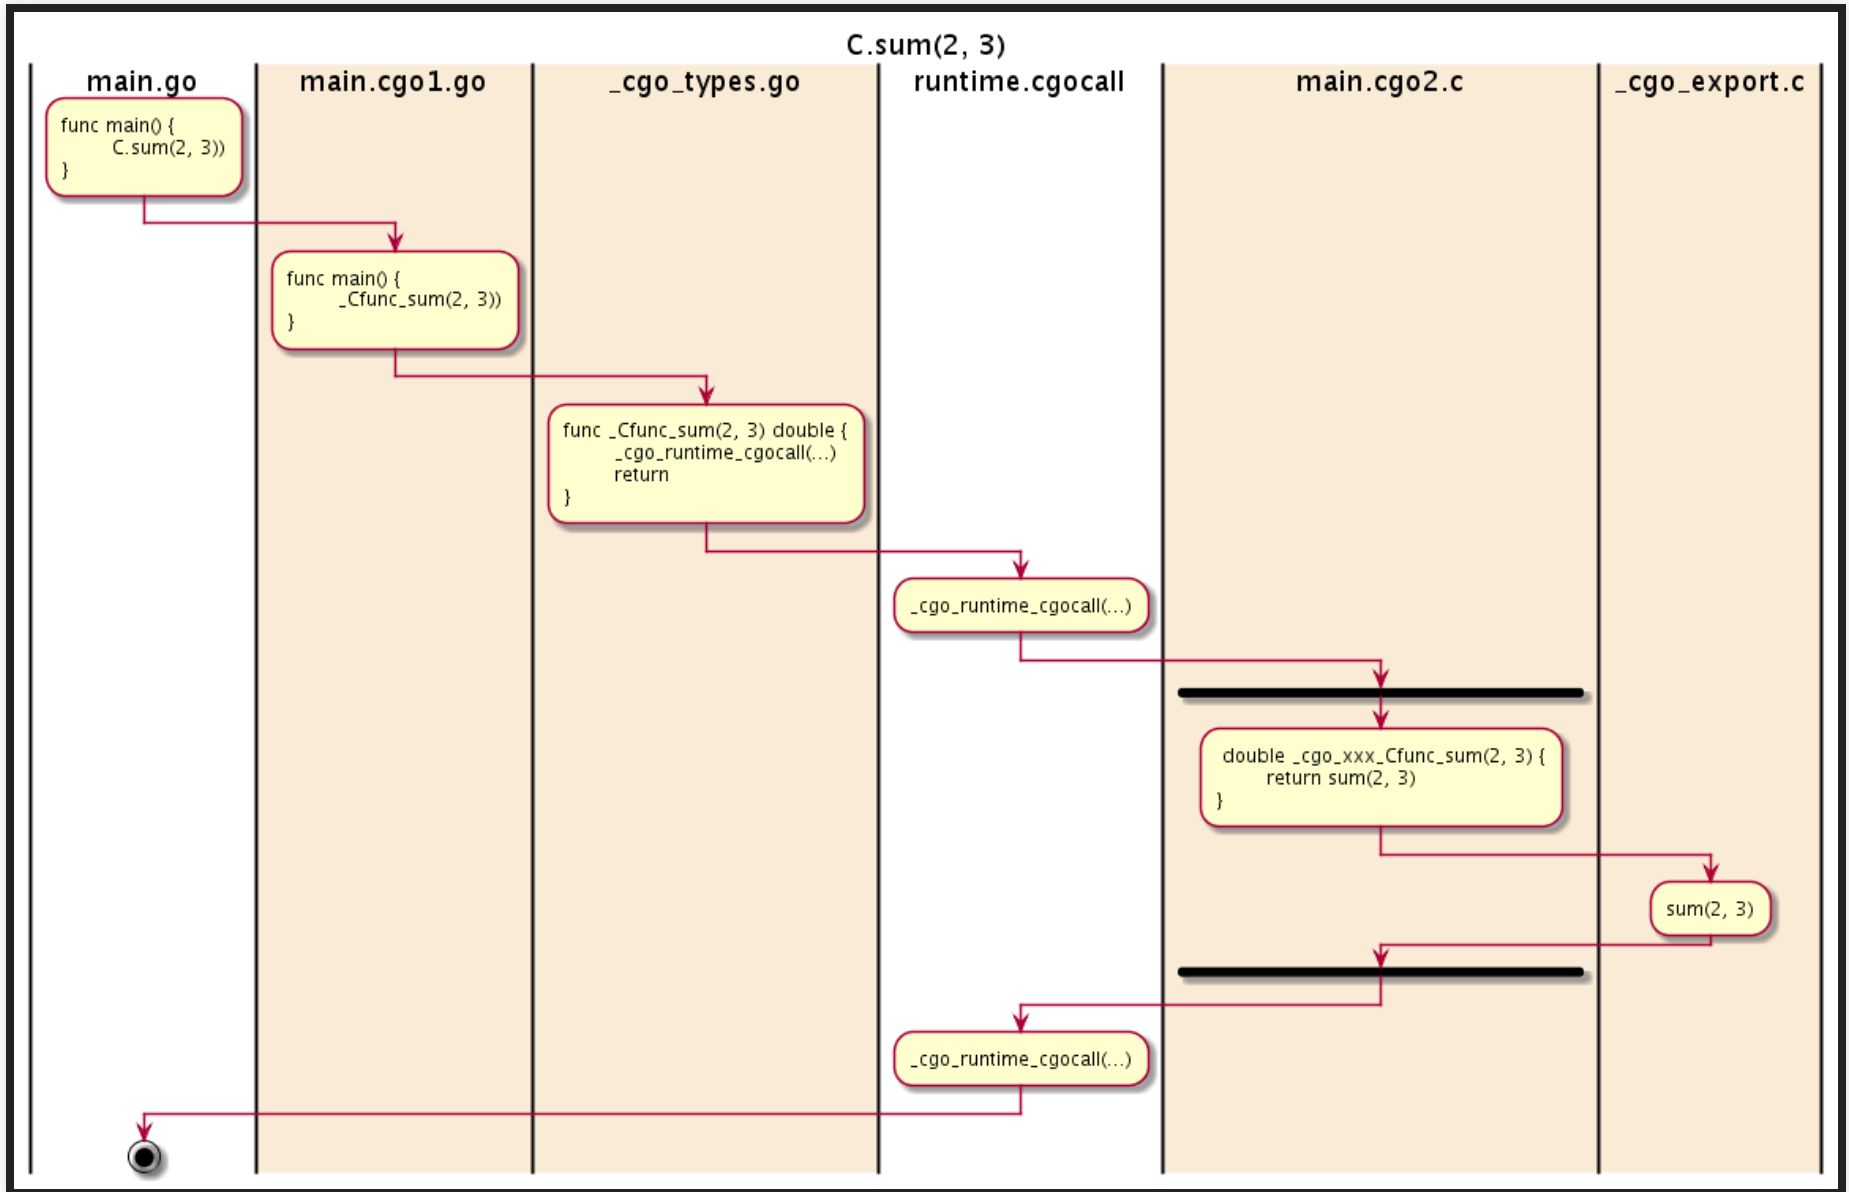 C.sum(2, 3)
main.go
main.cgo1.go
_cgo_types.go
runtime.cgocall
main.cgo2.c
_cgo_export.c
func main() {
C.sum(2, 3))
}
func main() {
_Cfunc_sum(2, 3))
}
func _Cfunc_sum(2, 3) double {
_cgo_runtime_cgocall(...)
return
}
_cgo_runtime_cgocall(...)
double _cgo_xxx_Cfunc_sum(2, 3) {
return sum(2, 3)
}
sum(2, 3)
_cgo_runtime_cgocall(...)